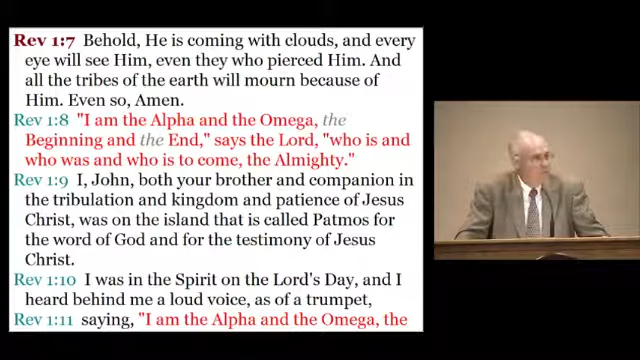 Rev 1:7  Behold, He is coming with clouds, and every
eye will see Him, even they who pierced Him. And
all the tribes of the earth will mourn because of
Him. Even so, Amen.
Rev 1:8  "I am the Alpha and the Omega, the
Beginning and the End," says the Lord, "who is and
who was and who is to come, the Almighty."
Rev 1:9  I, John, both your brother and companion in
the tribulation and kingdom and patience of Jesus
Christ, was on the island that is called Patmos for
the word of God and for the testimony of Jesus
Christ.
Rev 1:10  I was in the Spirit on the Lord's Day, and I
heard behind me a loud voice, as of a trumpet,
Rev 1:11  saying, "I am the Alpha and the Omega, the